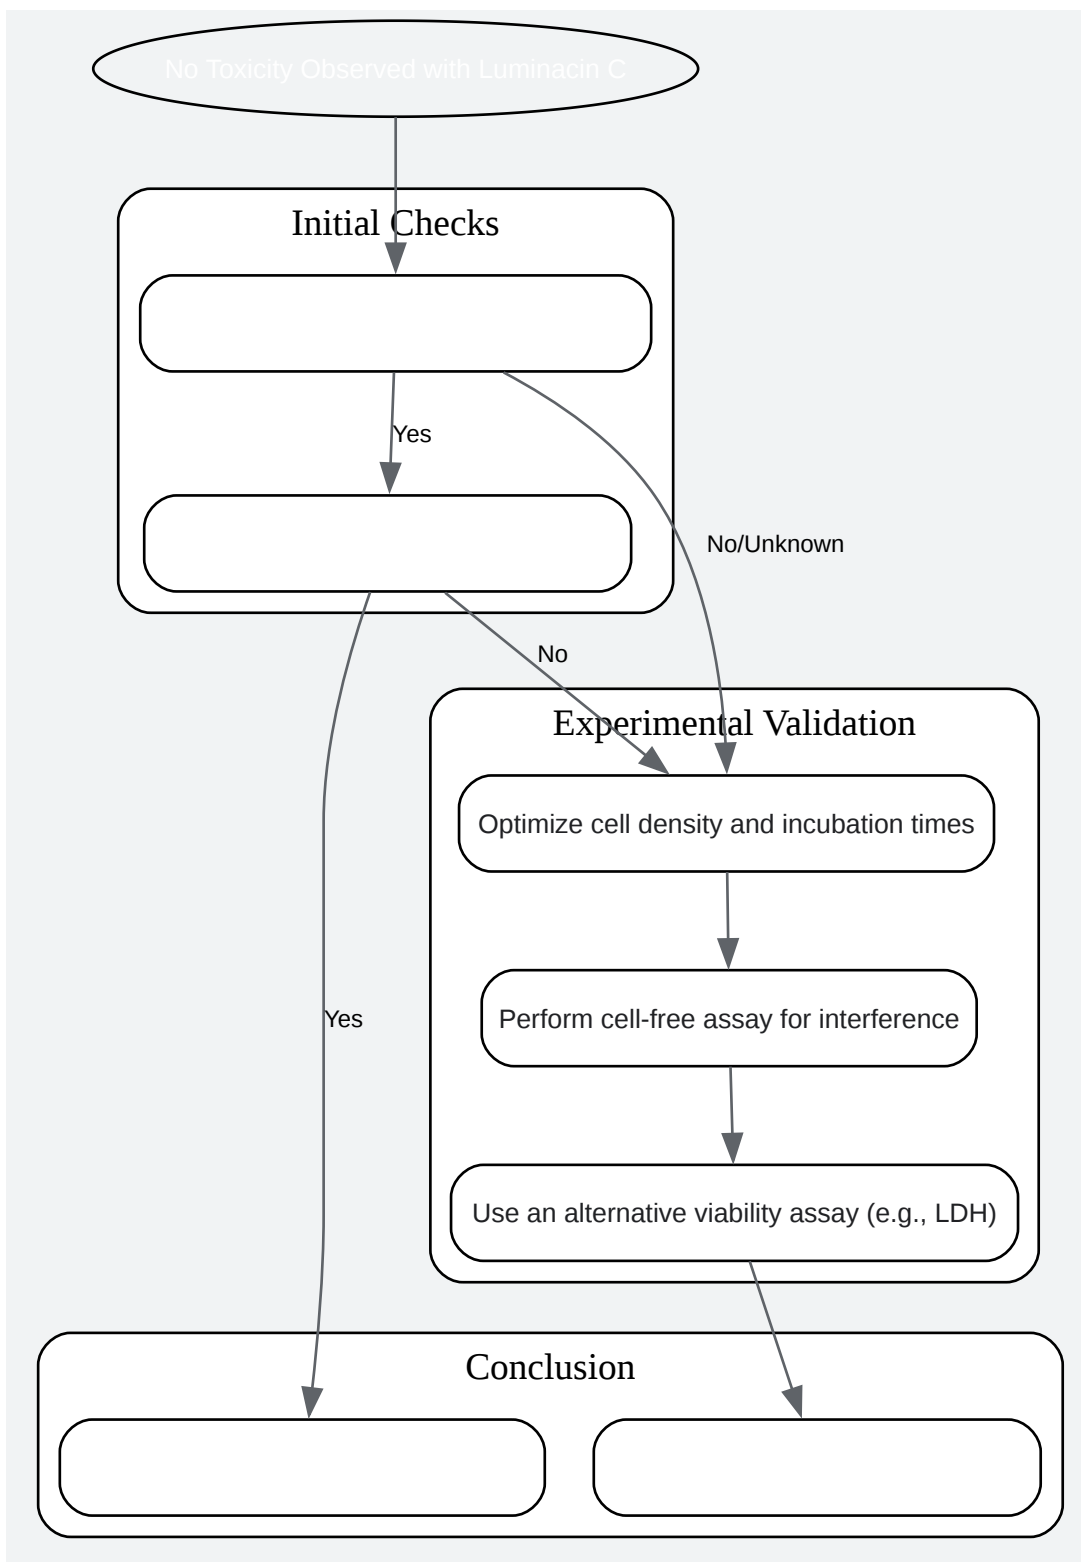 No Toxicity Observed with Luminacin C
Initial Checks
Yes
No/Unknown
No
Experimental Validation
Optimize cell density and incubation times
Perform cell-free assay for interference
Yes
Use an alternative viability assay (e.g., LDH)
Conclusion